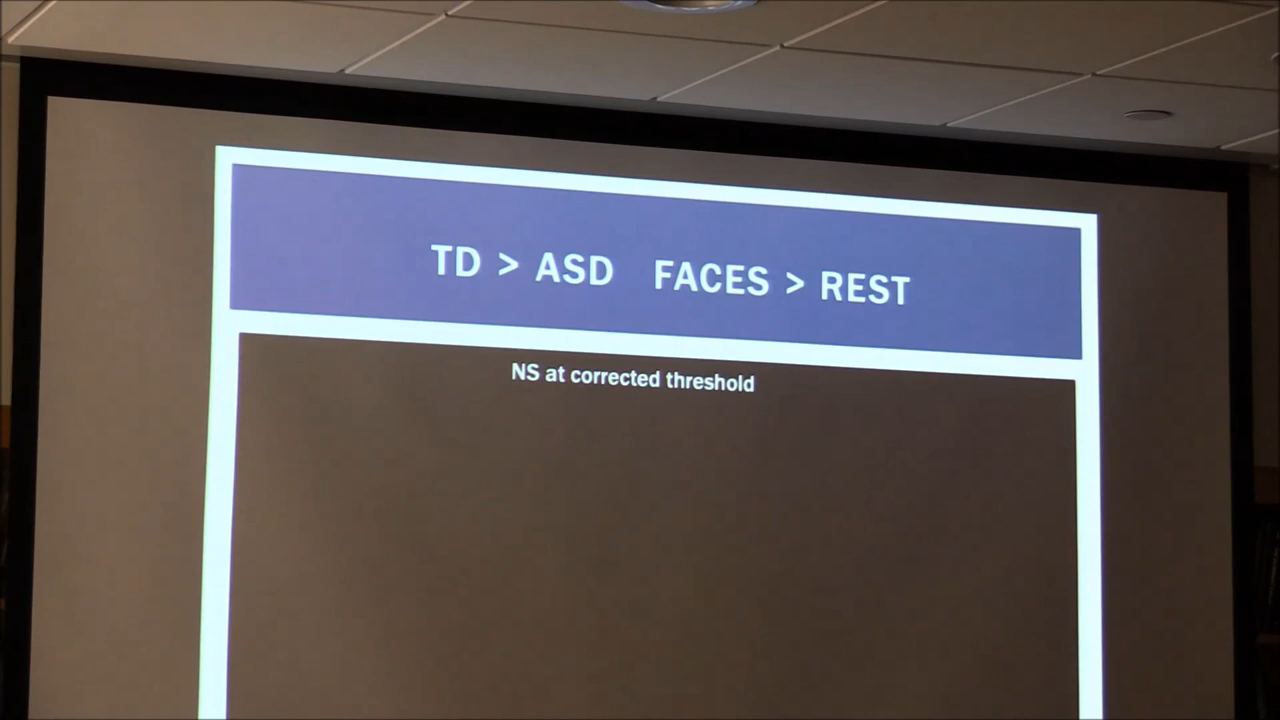 TD > ASD FACES > REST
NS at corrected threshold